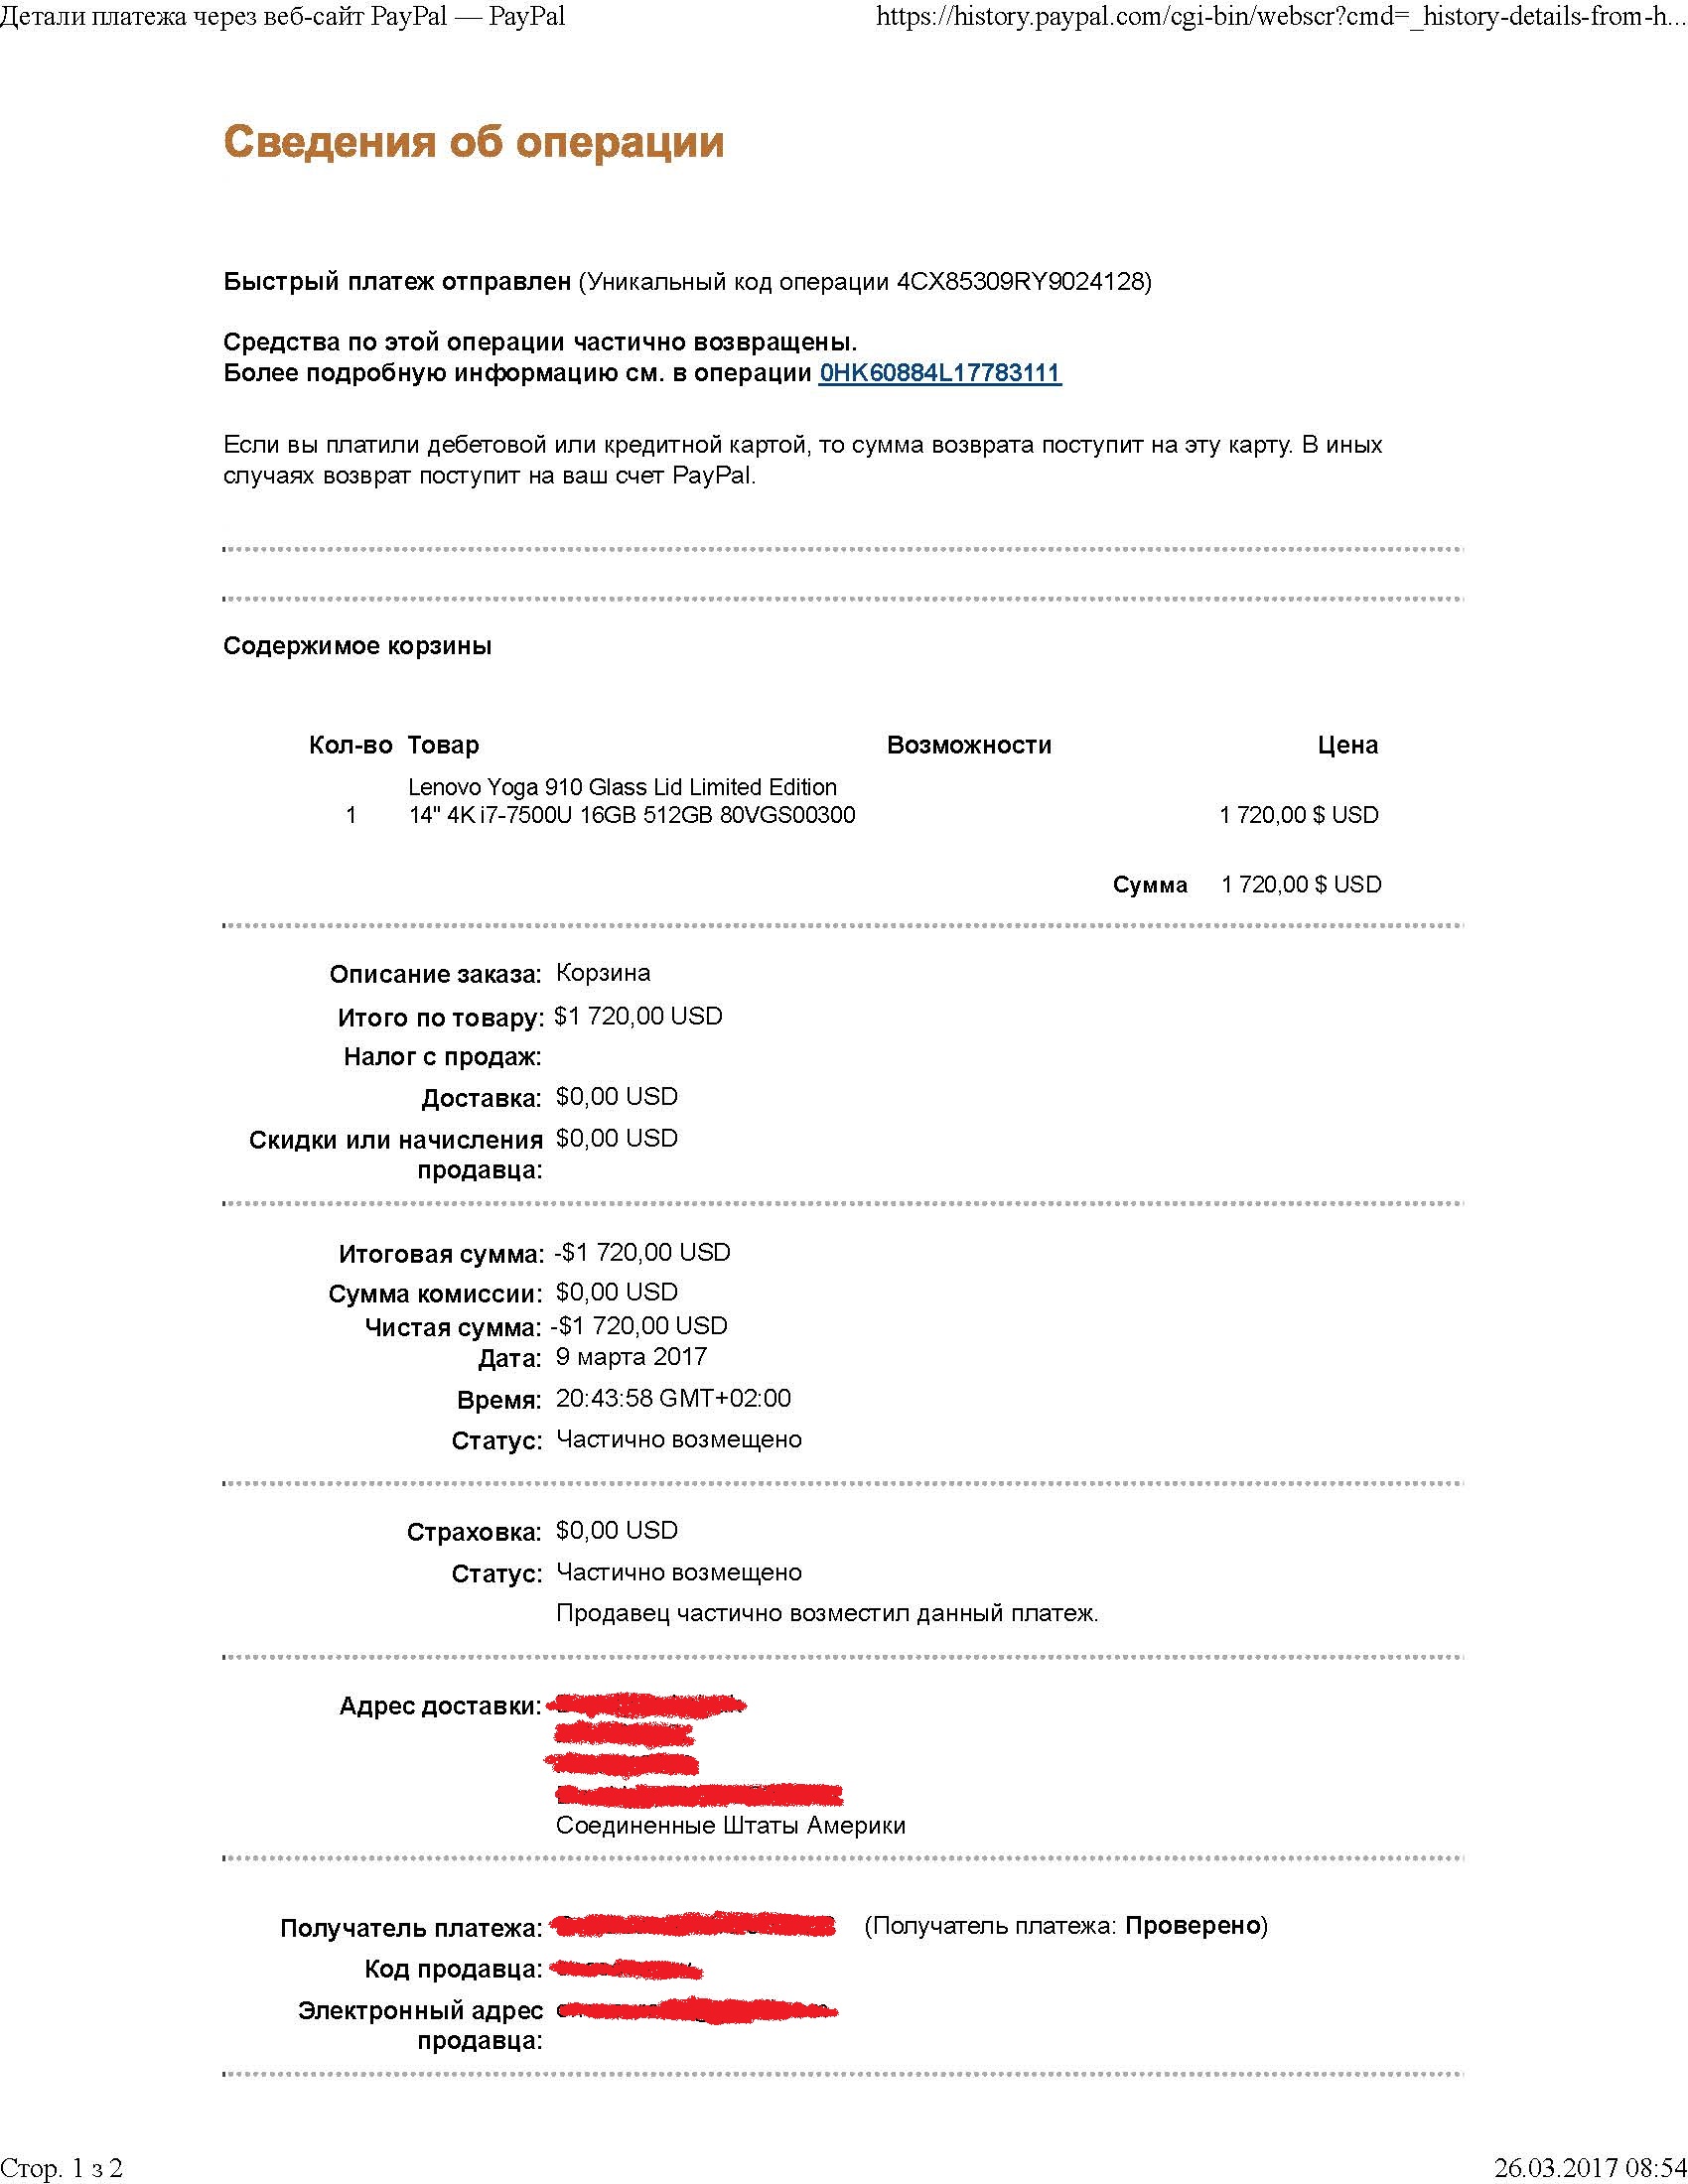 Детали платежа через веб-сайт PayPal — PayPal
https://history.paypal.com/cgi-bin/webscr?cmd=_history-details-from-h...
Сведения об операции
Быстрый платеж отправлен (Уникальный код операции 4CX85309RY9024128)
Средства по этой операции частично возвращены.
Более подробную информацию см. в операции 0HK60884L17783111
Если вы платили дебетовой или кредитной картой, то сумма возврата поступит на эту карту. В иных
случаях возврат поступит на ваш счет PayPal.
Содержимое корзины
Кол-во Товар Возможности Цена
Lenovo Yoga 910 Glass Lid Limited Edition
1 14" 4K i7-7500U 16GB 512GB 80VGS00300 1 720,00 $ USD
Сумма 1 720,00 $ USD
Описание заказа: Корзина
Итого по товару: $1 720,00 USD
Налог с продаж:
Доставка: $0,00 USD
Скидки или начисления $0,00 USD
продавца:
Итоговая сумма: -$1 720,00 USD
Сумма комиссии: $0,00 USD
Чистая сумма: -$1 720,00 USD
Дата: 9 марта 2017
Время: 20:43:58 GMT+02:00
Статус: Частично возмещено
Страховка: $0,00 USD
Статус: Частично возмещено
Продавец частично возместил данный платеж.
Адрес доставки:
Соединенные Штаты Америки
Получатель платежа: (Получатель платежа: Проверено)
Код продавца:
Электронный адрес
продавца:
Стор. 1 з 2
26.03.2017 08:54